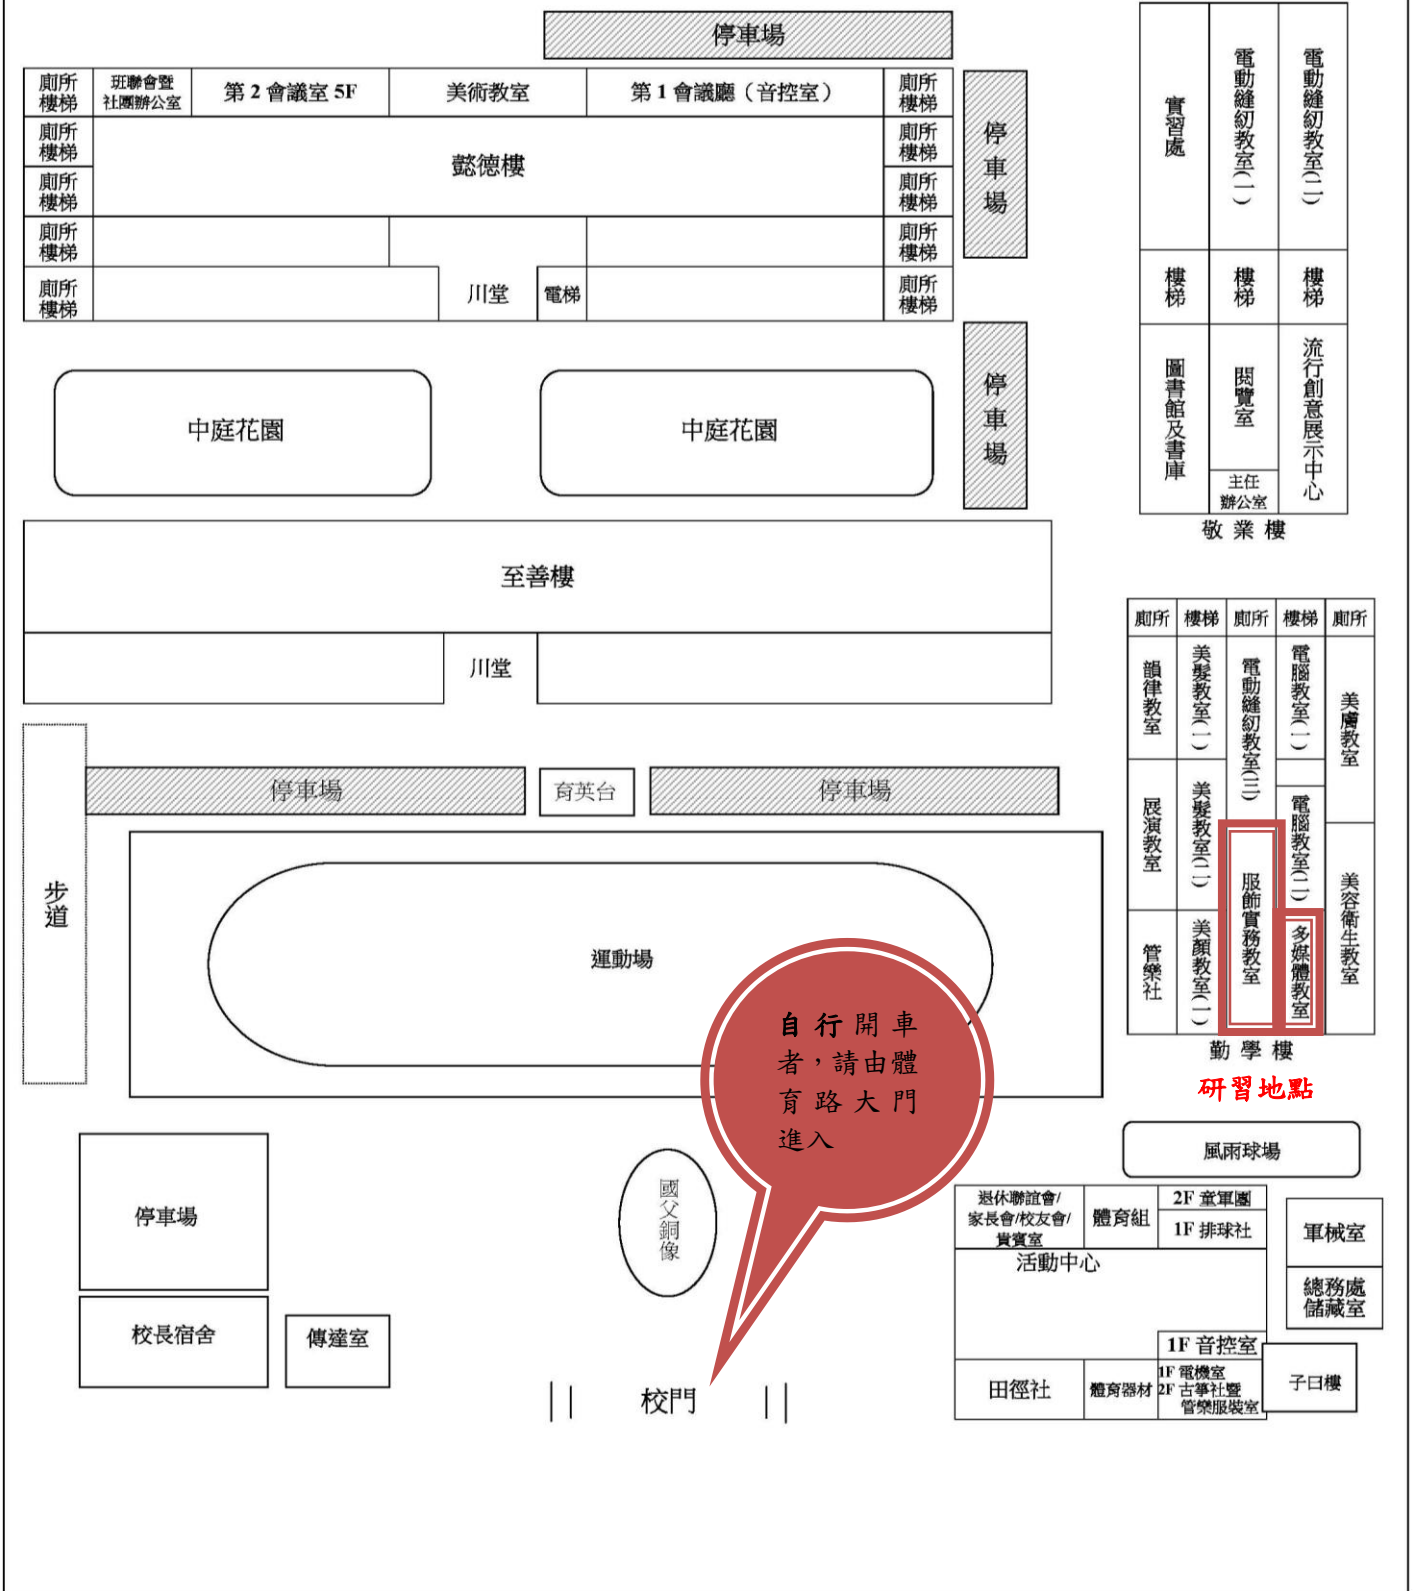 停車場
廁所
樓梯
班聯會暨
社團辦公室
第 2 會議室 5F
美術教室
第 1 會議廳（音控室）
廁所
樓梯
廁所
樓梯
廁所
樓梯
懿德樓
廁所
樓梯
廁所
樓梯
廁所
樓梯
廁所
樓梯
廁所
樓梯
川堂
電梯
廁所
樓梯
停車場
停車場
實習處
電動縫紉教室(一)
電動縫紉教室(二)
樓梯
樓梯
樓梯
圖書館及書庫
閱覽室
主任
辦公室
流行創意展示中心
敬業樓
中庭花園
中庭花園
至善樓
川堂
步道
停車場
育英台
停車場
運動場
廁所
樓梯
廁所
樓梯
廁所
韻律教室
美髮教室(一)
電動縫紉教室(三)
電腦教室(一)
美膚教室
展演教室
美髮教室(二)
服飾實務教室
電腦教室(二)
美容衛生教室
管樂社
美顏教室(一)
多媒體教室
勤學樓
研習地點
自行開車
者，請由體
育路大門
進入
風雨球場
停車場
國父銅像
退休聯誼會/
家長會/校友會/
貴賓室
體育組
2F 童軍團
1F 排球社
軍械室
活動中心
總務處
儲藏室
校長宿舍
傳達室
1F 音控室
田徑社
體育器材
1F 電機室
2F 古箏社暨
管樂服裝室
子曰樓
校門